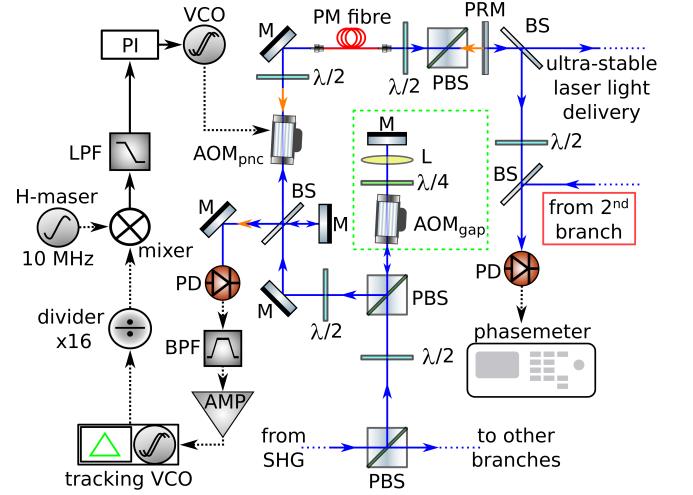 VCO
PI
M
PM fibre
PRM
BS
λ/2
λ/2
PBS
ultra-stable
laser light
delivery
LPF
AOMpnc
M
L
λ/4
AOMgap
λ/2
BS
from 2nd
branch
H-maser
10 MHz
mixer
M
BS
M
PD
PD
M
λ/2
PBS
divider
x16
BPF
λ/2
phasemeter
AMP
tracking VCO
from
SHG
PBS
to other
branches